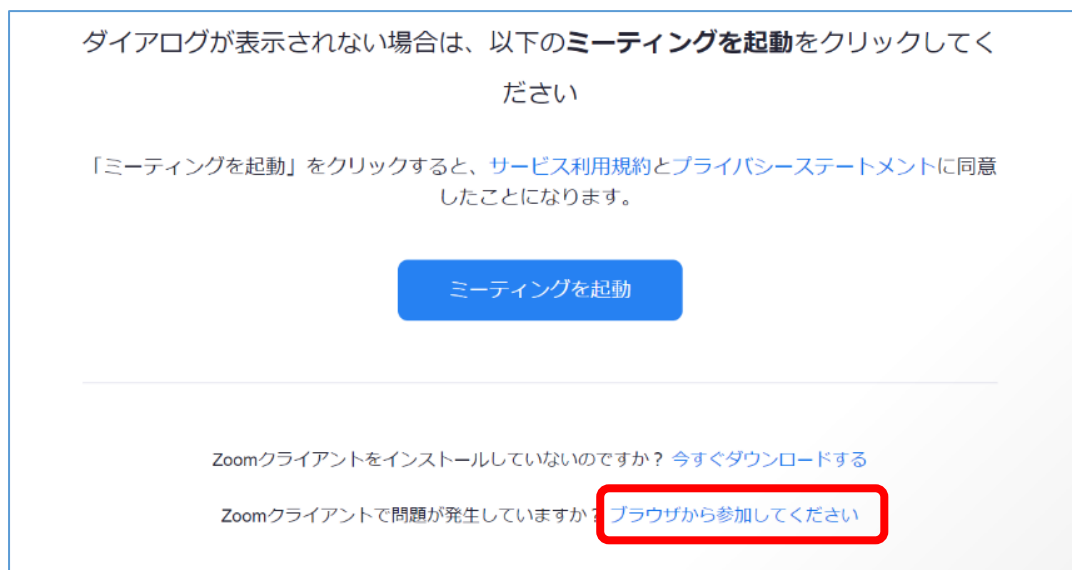 ダイアログが表示されない場合は、以下のミーティングを起動をクリックしてく
ださい
「ミーティングを起動」をクリックすると、サービス利用規約とプライバシーステートメントに同意
したことになります。
ミーティングを起動
Zoomクライアントをインストールしていないのですか？ 今すぐダウンロードする
Zoomクライアントで問題が発生していますか？ ブラウザから参加してください